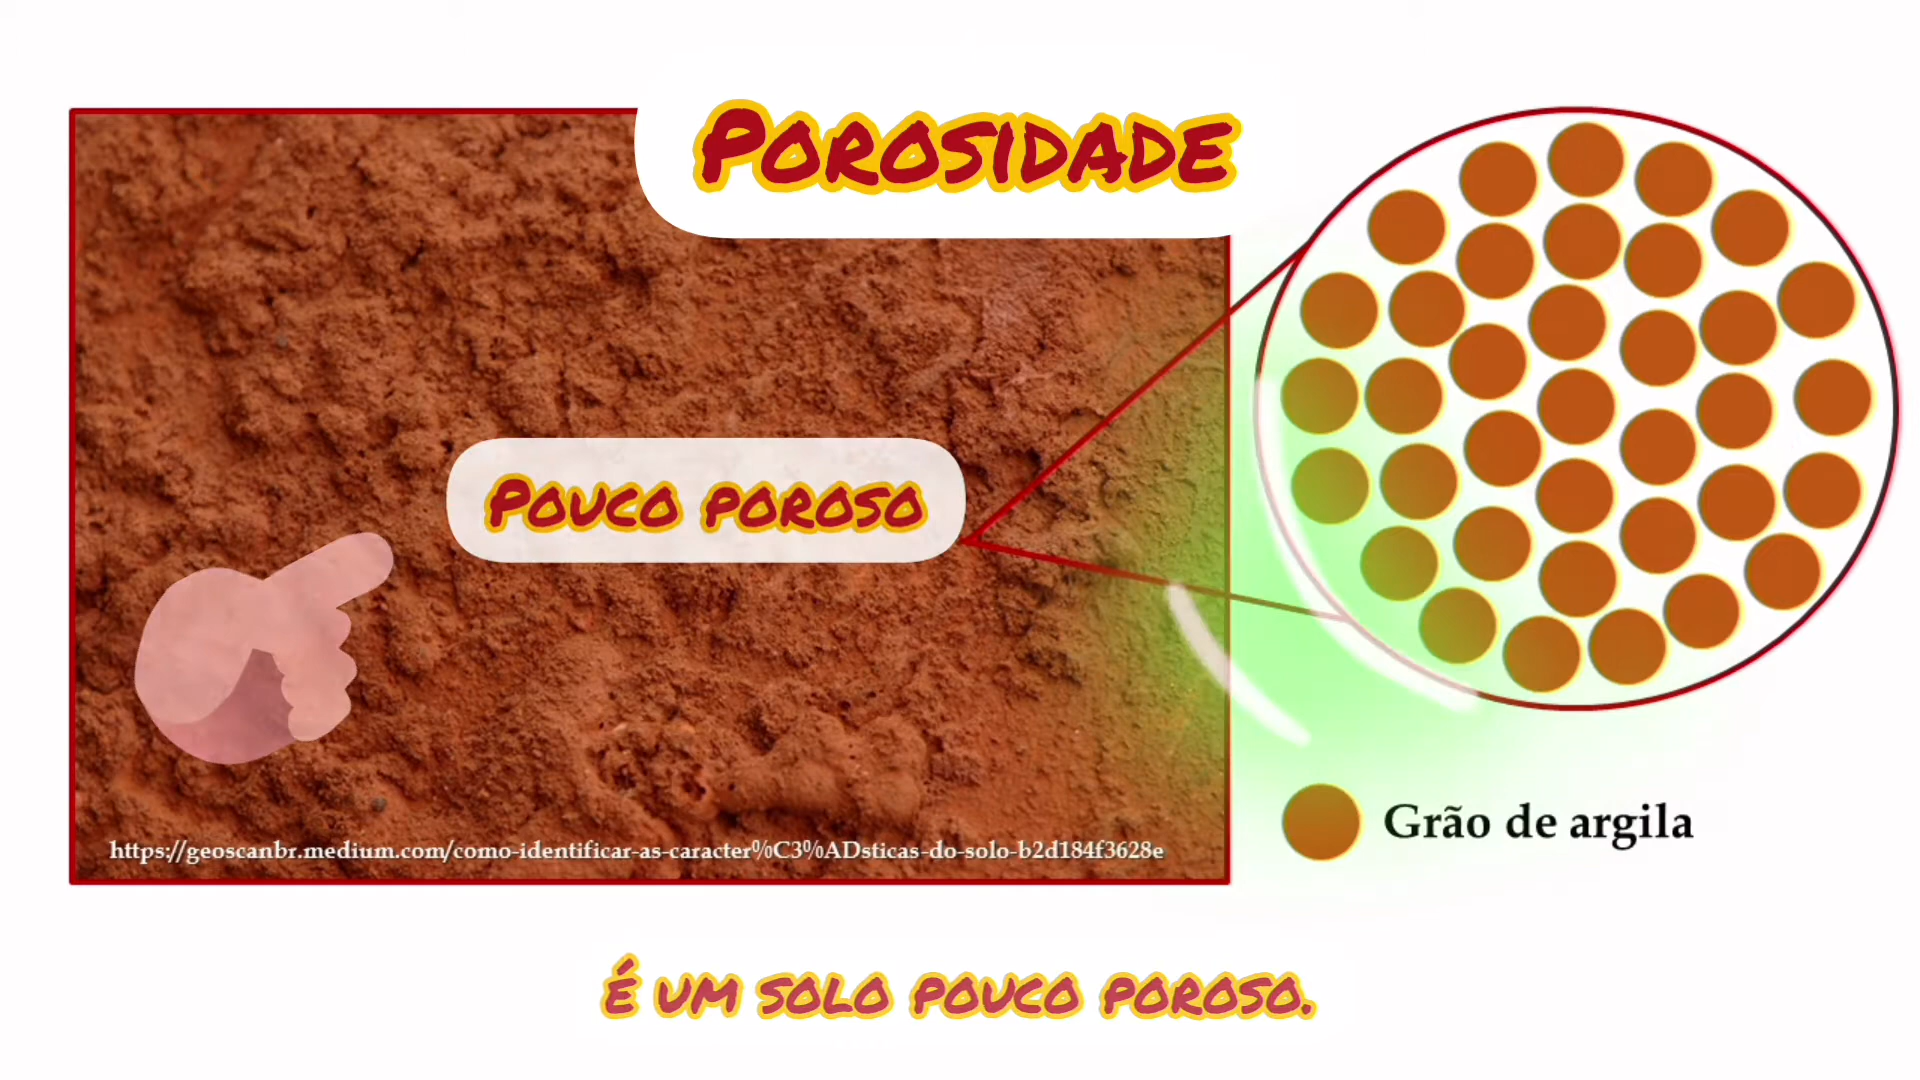 Porosidade
Pouco poroso
https://geoscanbr.medium.com/como-identificar-as-caracter%C3%ADsticas-do-solo-b2d184f3628e
Grão de argila
É um solo pouco poroso.